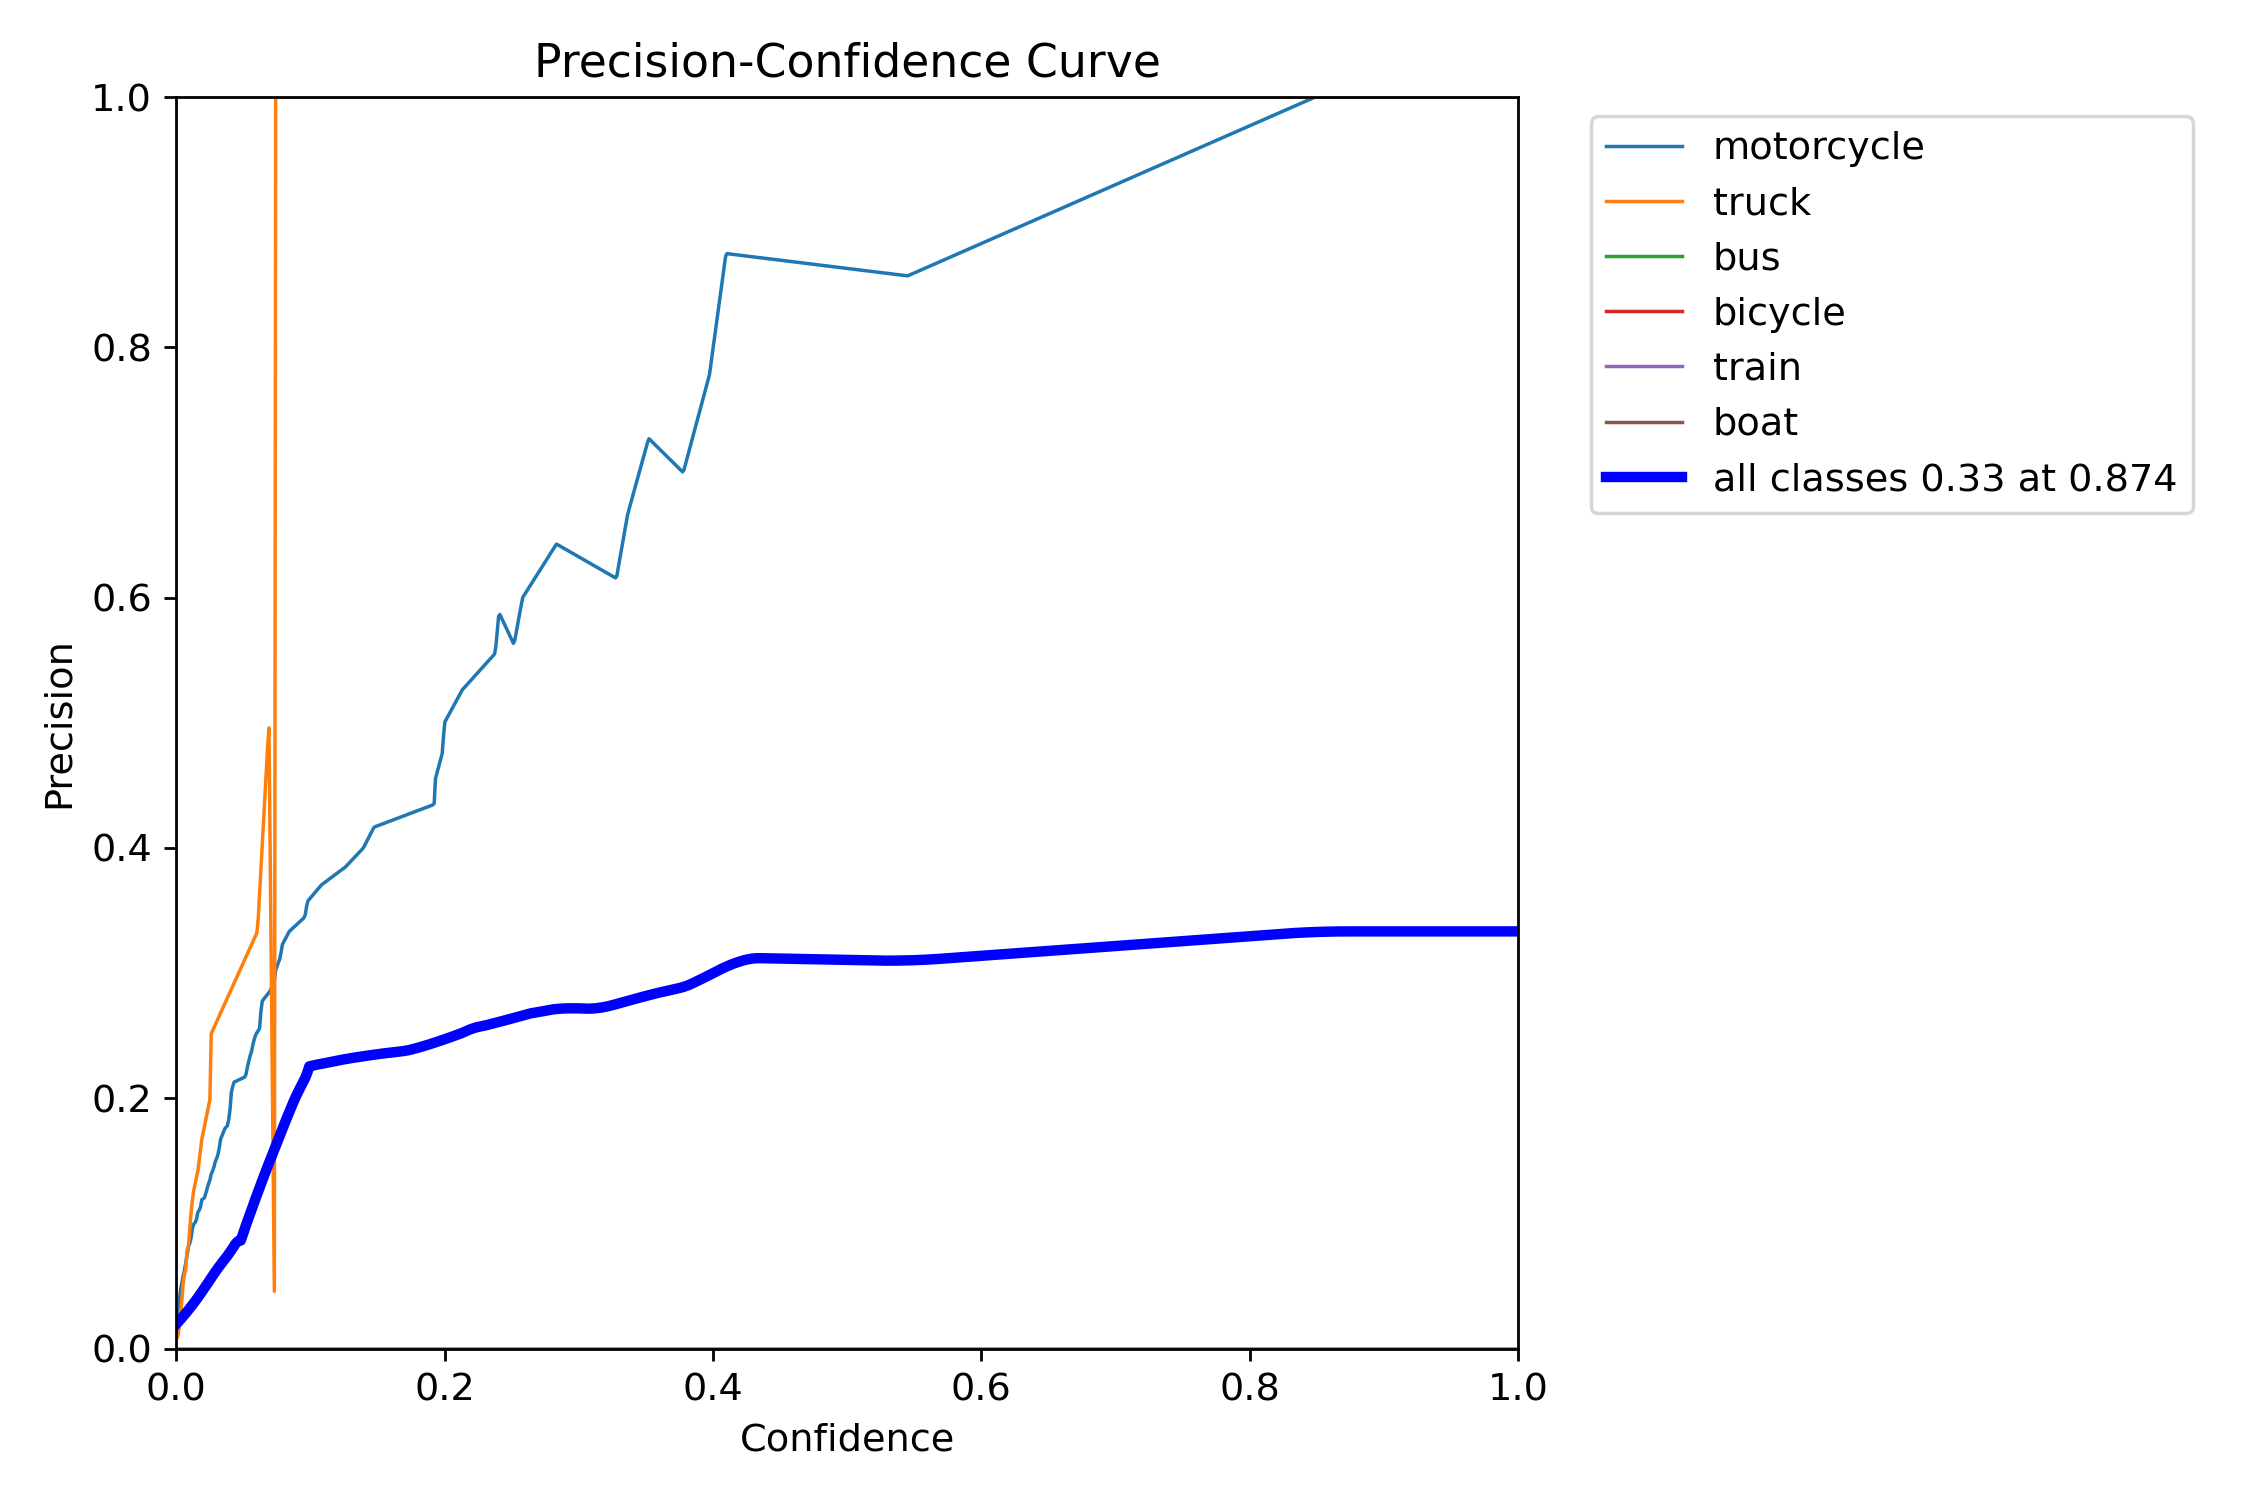 Precision-Confidence Curve
1.0
0.8
0.6
0.4
0.2
0.0
Precision
0.0 0.2 0.4 0.6 0.8 1.0
Confidence
motorcycle
truck
bus
bicycle
train
boat
all classes 0.33 at 0.874